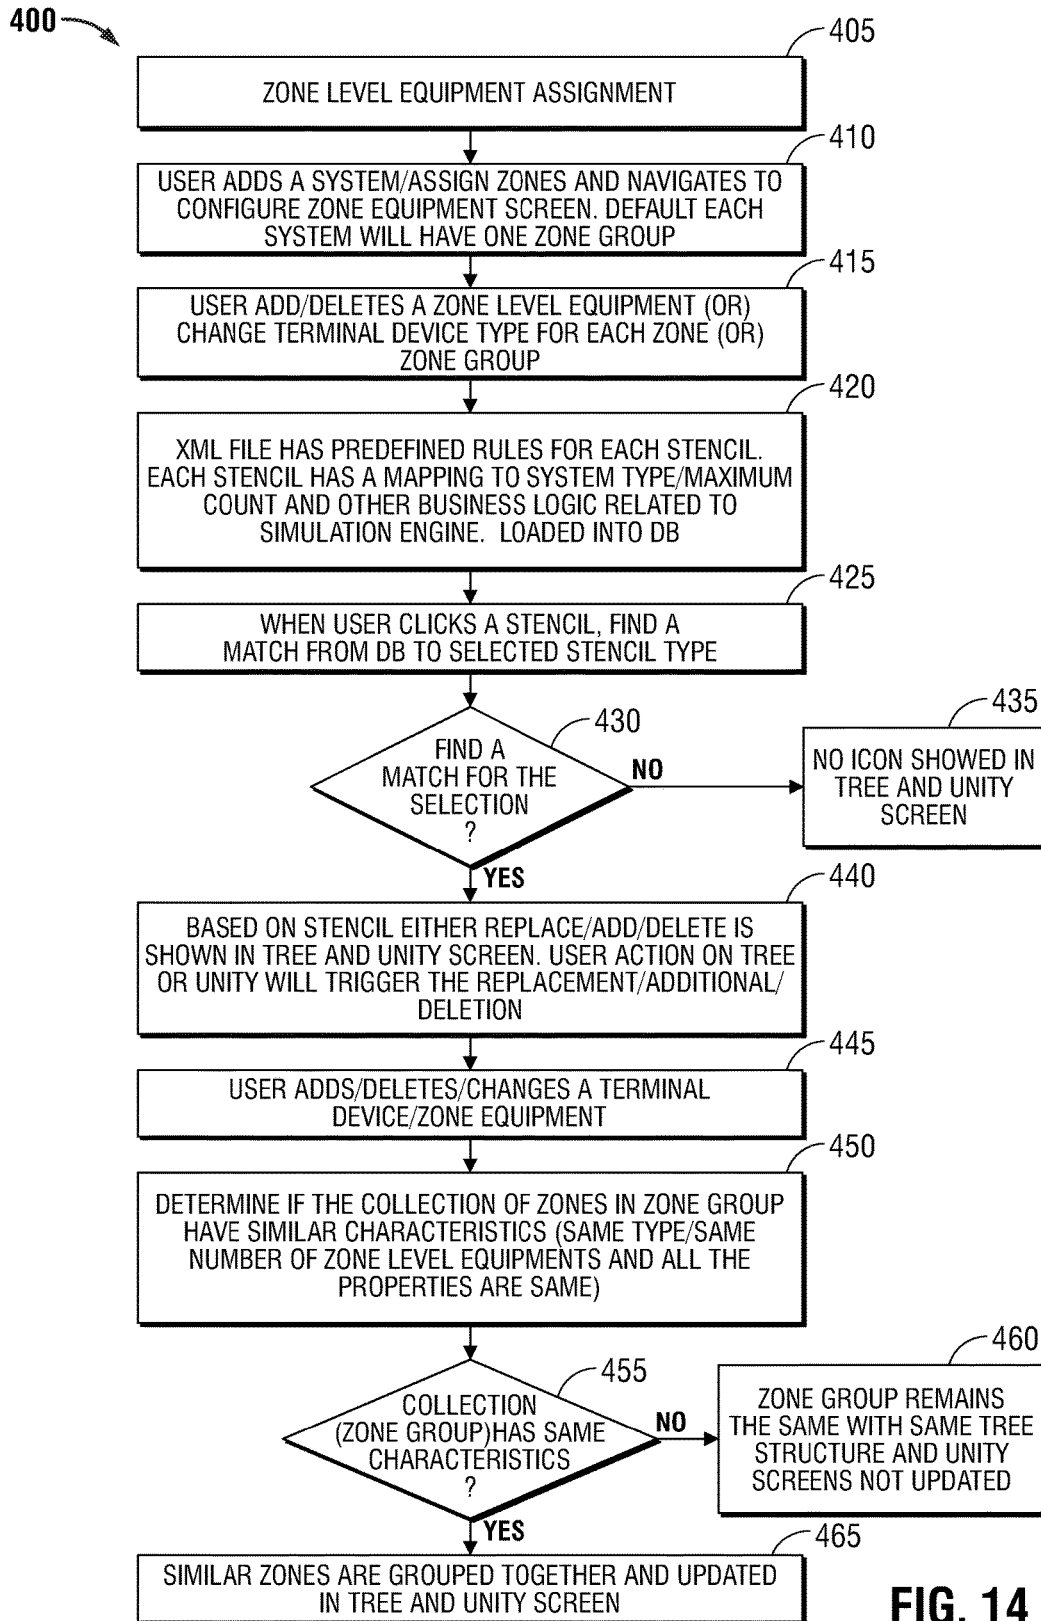 400
405
ZONE LEVEL EQUIPMENT ASSIGNMENT
410
USER ADDS A SYSTEM/ASSIGN ZONES AND NAVIGATES TO
CONFIGURE ZONE EQUIPMENT SCREEN. DEFAULT EACH
SYSTEM WILL HAVE ONE ZONE GROUP
415
USER ADD/DELETES A ZONE LEVEL EQUIPMENT (OR)
CHANGE TERMINAL DEVICE TYPE FOR EACH ZONE (OR)
ZONE GROUP
420
XML FILE HAS PREDEFINED RULES FOR EACH STENCIL.
EACH STENCIL HAS A MAPPING TO SYSTEM TYPE/MAXIMUM
COUNT AND OTHER BUSINESS LOGIC RELATED TO
SIMULATION ENGINE. LOADED INTO DB
425
WHEN USER CLICKS A STENCIL, FIND A
MATCH FROM DB TO SELECTED STENCIL TYPE
430
FIND A
MATCH FOR THE
SELECTION
?
NO
435
NO ICON SHOWED IN
TREE AND UNITY
SCREEN
YES
440
BASED ON STENCIL EITHER REPLACE/ADD/DELETE IS
SHOWN IN TREE AND UNITY SCREEN. USER ACTION ON TREE
OR UNITY WILL TRIGGER THE REPLACEMENT/ADDITIONAL/
DELETION
445
USER ADDS/DELETES/CHANGES A TERMINAL
DEVICE/ZONE EQUIPMENT
450
DETERMINE IF THE COLLECTION OF ZONES IN ZONE GROUP
HAVE SIMILAR CHARACTERISTICS (SAME TYPE/SAME
NUMBER OF ZONE LEVEL EQUIPMENTS AND ALL THE
PROPERTIES ARE SAME)
455
COLLECTION
(ZONE GROUP)HAS SAME
CHARACTERISTICS
?
NO
460
ZONE GROUP REMAINS
THE SAME WITH SAME TREE
STRUCTURE AND UNITY
SCREENS NOT UPDATED
YES
465
SIMILAR ZONES ARE GROUPED TOGETHER AND UPDATED
IN TREE AND UNITY SCREEN
FIG. 14